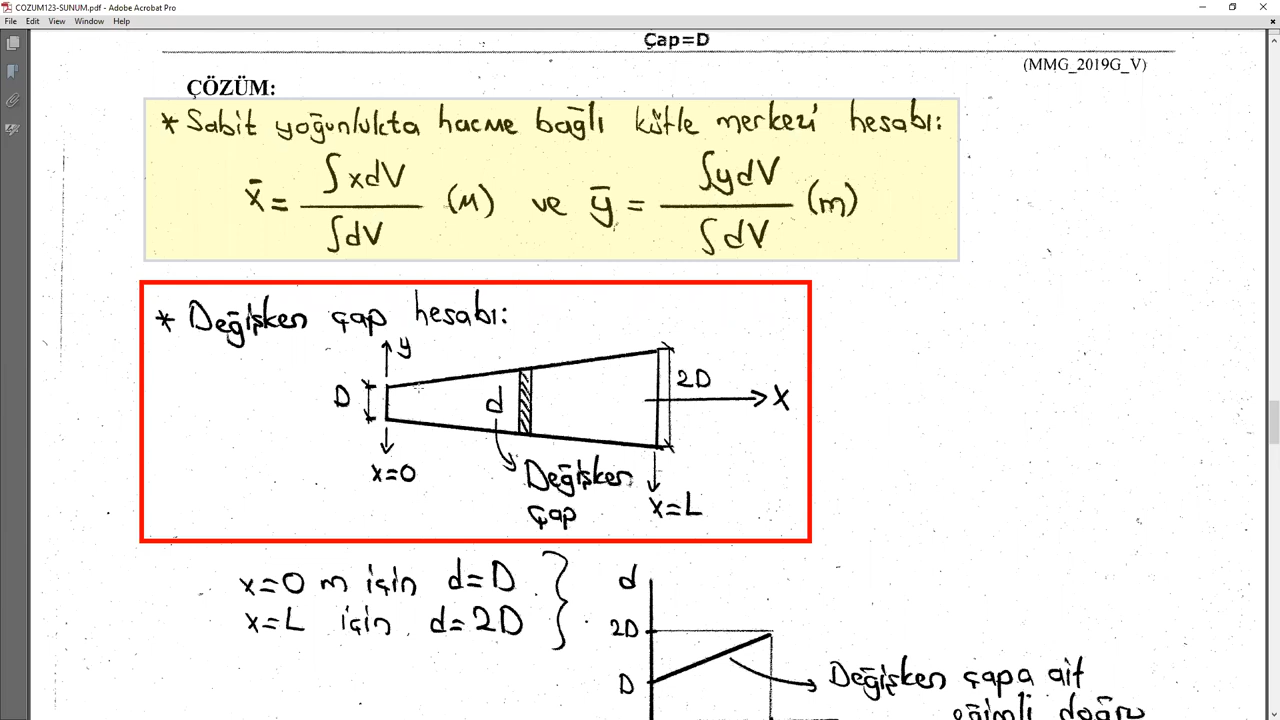 COZUM123-SUNUM.pdf - Adobe Acrobat Pro
File Edit View Window Help
Çap=D
(MMG_2019G_V)
ÇÖZÜM:
* Sabit yoğunlukta hacme bağlı kütle merkezi hesabı:
x̄ = ∫xdV / ∫dV (m) ve ȳ = ∫ydV / ∫dV (m)
* Değişken çap hesabı:
y
D
d
2D
X
x=0
Değişken
çap
x=L
x=0 m için d=D
x=L için d=2D
d
2D
D
Değişken çapa ait
eğimli doğru